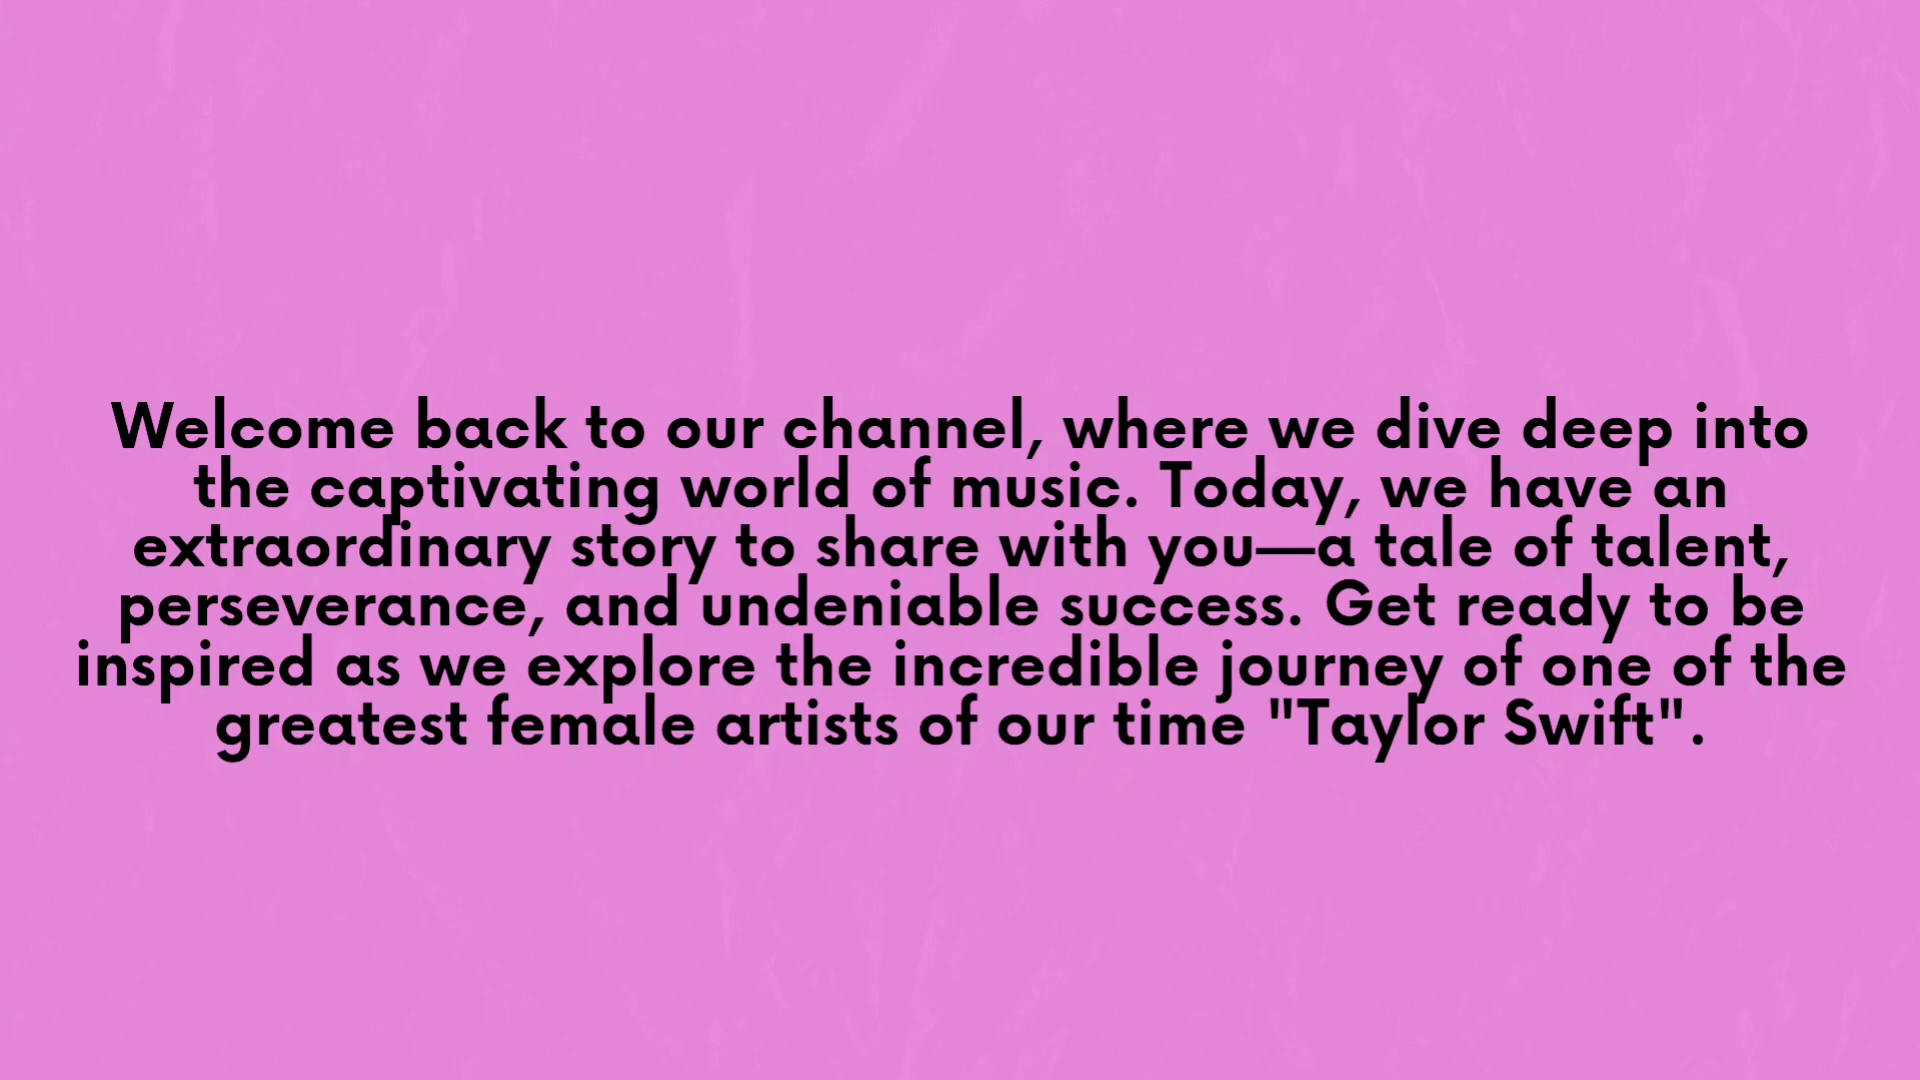 Welcome back to our channel, where we dive deep into
the captivating world of music. Today, we have an
extraordinary story to share with you—a tale of talent,
perseverance, and undeniable success. Get ready to be
inspired as we explore the incredible journey of one of the
greatest female artists of our time "Taylor Swift".